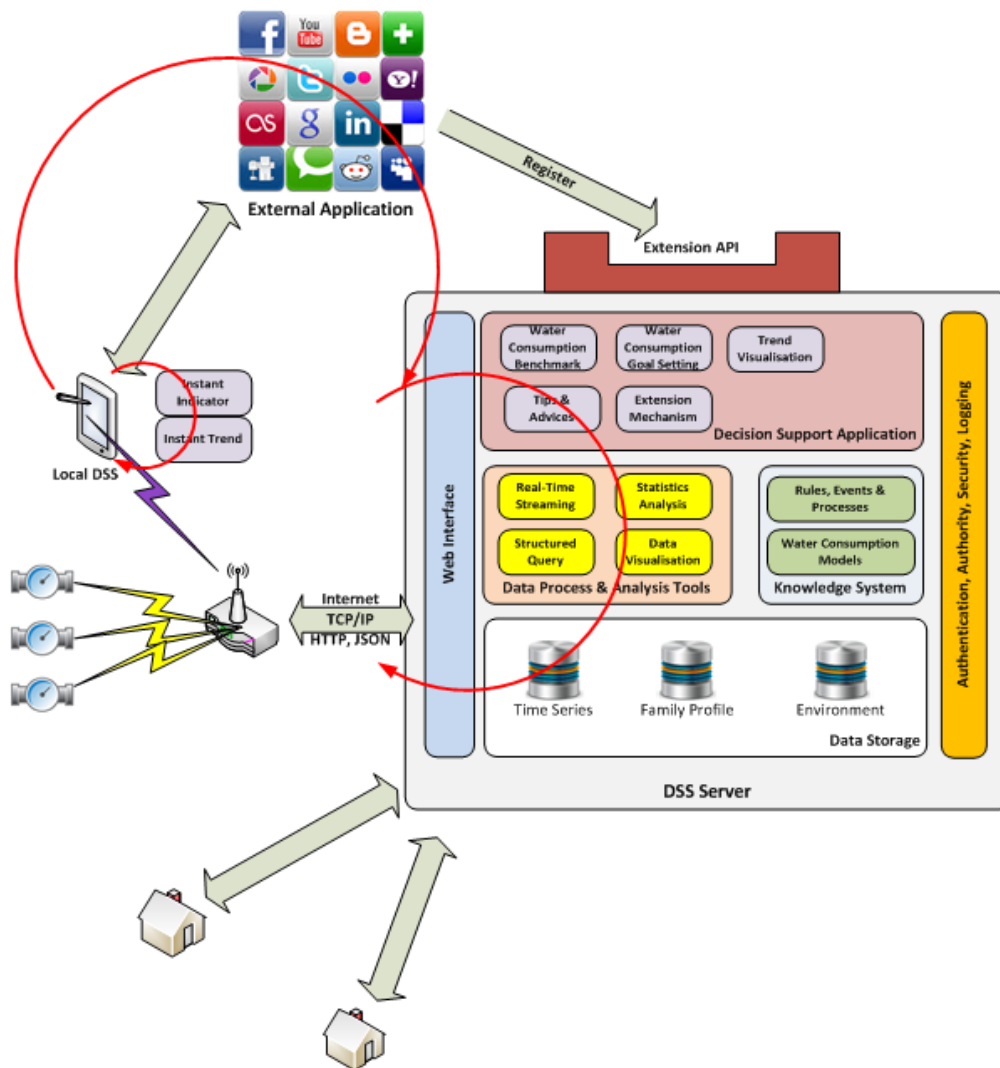 You
Tube
Y!
in
External Application
Register
Extension API
Water
Consumption
Benchmark
Water
Consumption
Goal Setting
Trend
Visualisation
Tips &
Advices
Extension
Mechanism
Decision Support Application
Instant
Indicator
Instant Trend
Local DSS
Web Interface
Real-Time
Streaming
Statistics
Analysis
Structured
Query
Data
Visualisation
Data Process & Analysis Tools
Rules, Events &
Processes
Water Consumption
Models
Knowledge System
Authentication, Authority, Security, Logging
Internet
TCP/IP
HTTP, JSON
Time Series
Family Profile
Environment
Data Storage
DSS Server